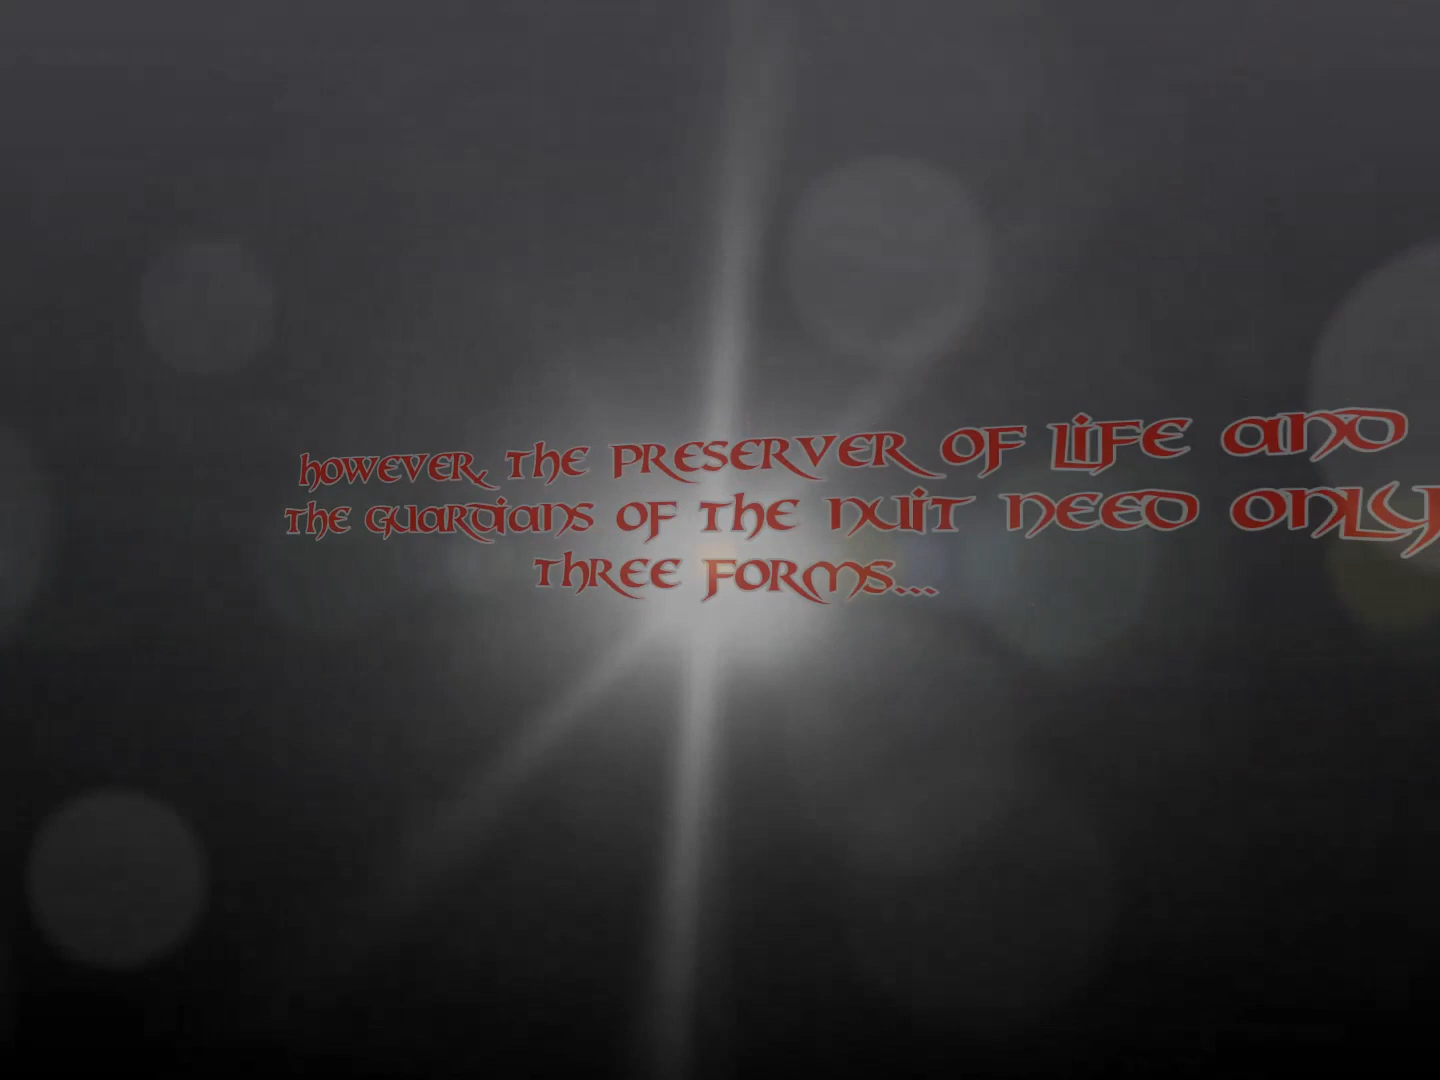 however, the preserver of life and
the guardians of the nuit need only
three forms...